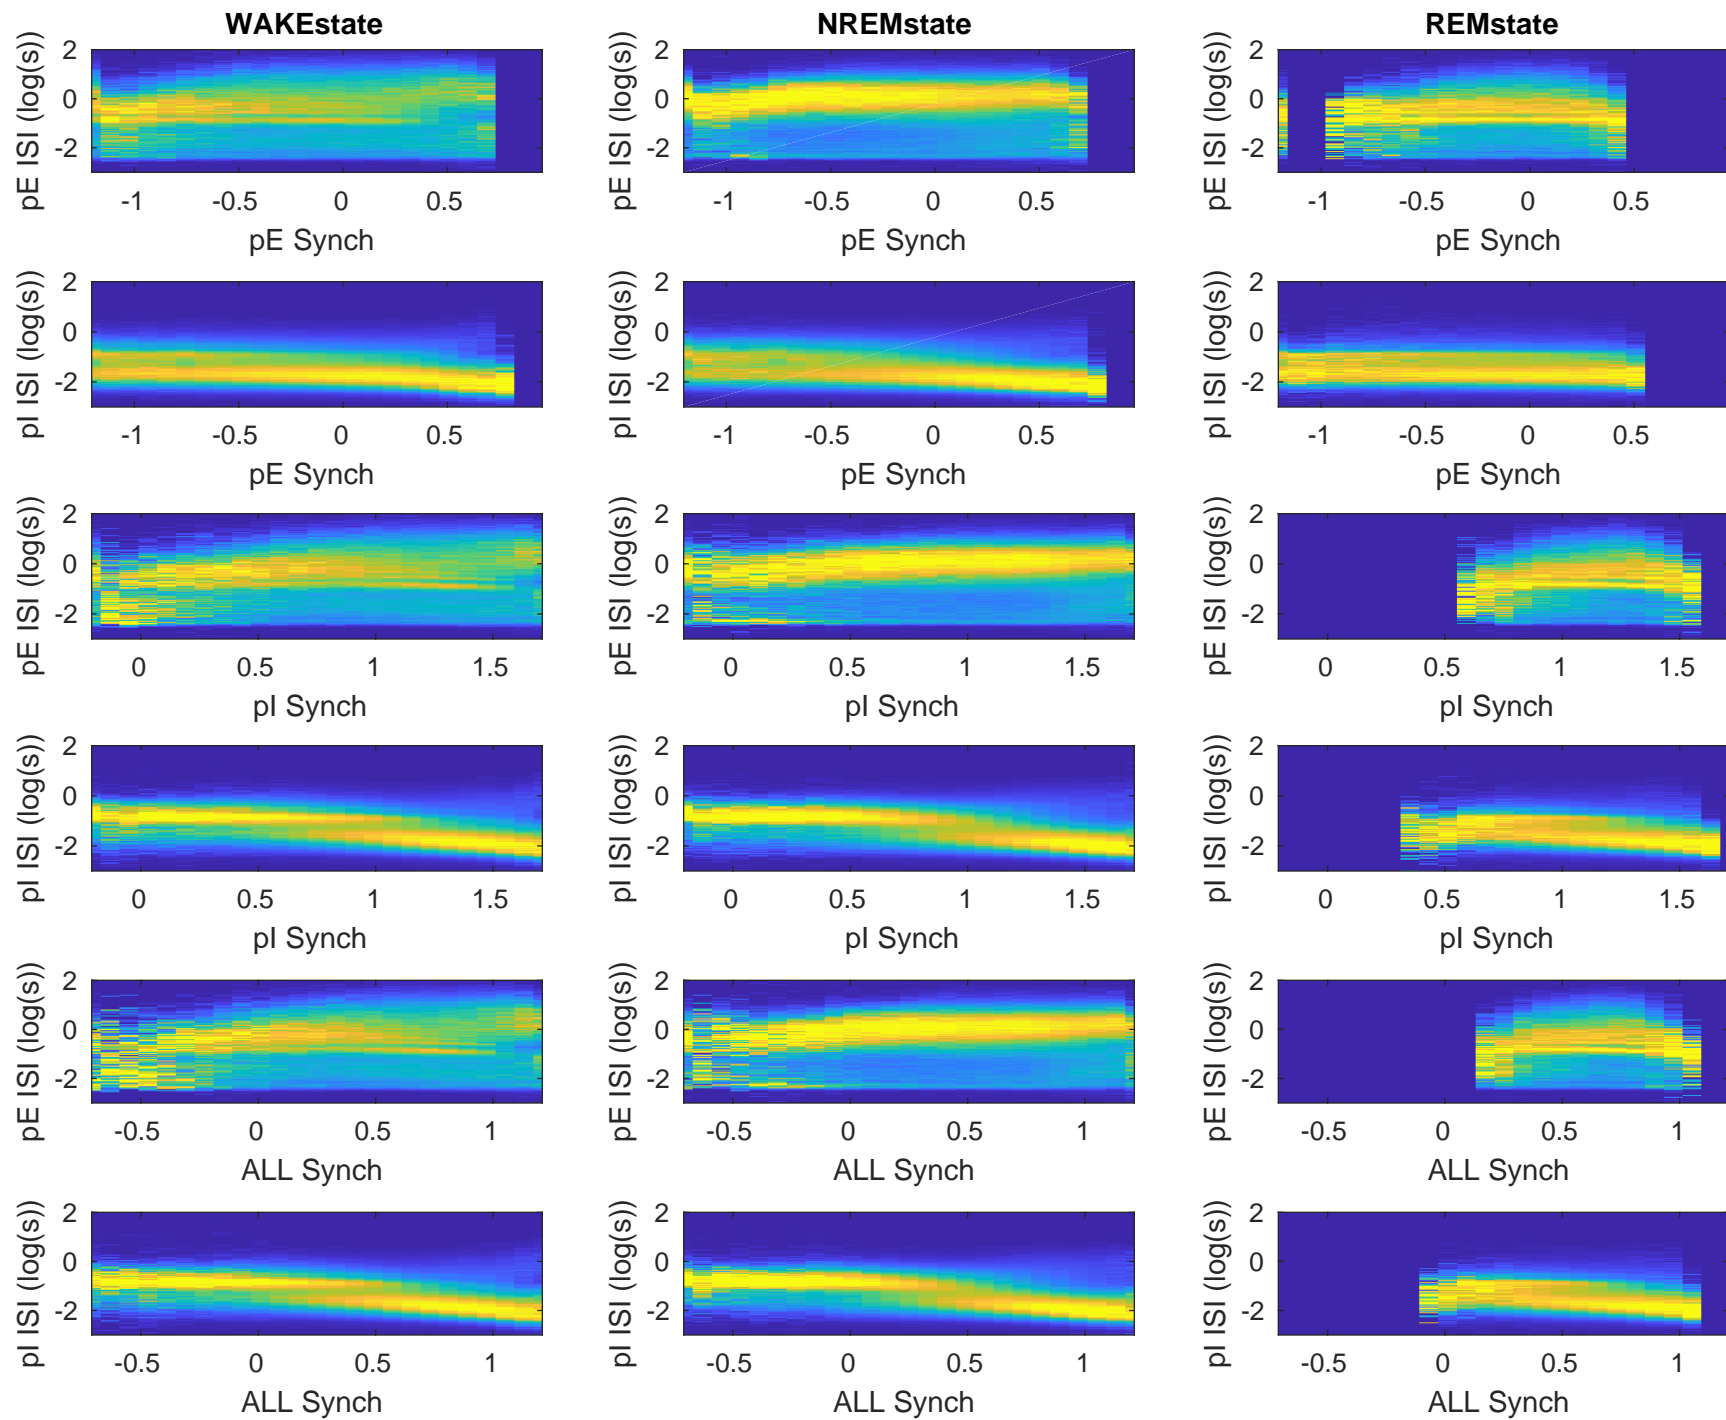 WAKEstate NREMstate REMstate
pE ISI (log(s)) 2 0 -2 pE ISI (log(s)) 2 0 -2 pE ISI (log(s)) 2 0 -2
-1 -0.5 0 0.5 -1 -0.5 0 0.5 -1 -0.5 0 0.5
pE Synch pE Synch pE Synch
pI ISI (log(s)) 2 0 -2 pI ISI (log(s)) 2 0 -2 pI ISI (log(s)) 2 0 -2
-1 -0.5 0 0.5 -1 -0.5 0 0.5 -1 -0.5 0 0.5
pE Synch pE Synch pE Synch
pE ISI (log(s)) 2 0 -2 pE ISI (log(s)) 2 0 -2 pE ISI (log(s)) 2 0 -2
0 0.5 1 1.5 0 0.5 1 1.5 0 0.5 1 1.5
pI Synch pI Synch pI Synch
pI ISI (log(s)) 2 0 -2 pI ISI (log(s)) 2 0 -2 pI ISI (log(s)) 2 0 -2
0 0.5 1 1.5 0 0.5 1 1.5 0 0.5 1 1.5
pI Synch pI Synch pI Synch
pE ISI (log(s)) 2 0 -2 pE ISI (log(s)) 2 0 -2 pE ISI (log(s)) 2 0 -2
-0.5 0 0.5 1 -0.5 0 0.5 1 -0.5 0 0.5 1
ALL Synch ALL Synch ALL Synch
pI ISI (log(s)) 2 0 -2 pI ISI (log(s)) 2 0 -2 pI ISI (log(s)) 2 0 -2
-0.5 0 0.5 1 -0.5 0 0.5 1 -0.5 0 0.5 1
ALL Synch ALL Synch ALL Synch